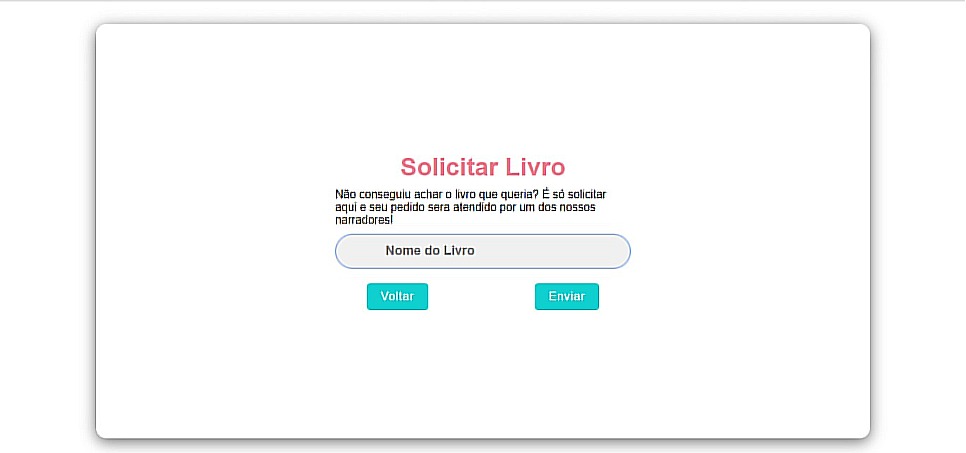 Solicitar Livro
Não conseguiu achar o livro que queria? É só solicitar
aqui e seu pedido sera atendido por um dos nossos
narradores!
Nome do Livro
Voltar
Enviar